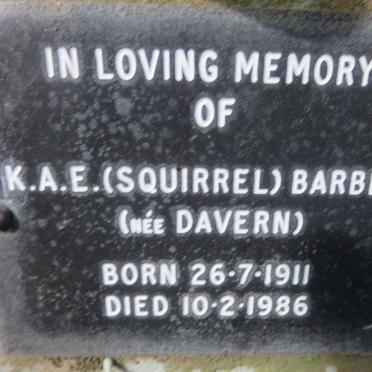 IN LOVING MEMORY
OF
K.A.E. (SQUIRREL)
(NÉE DAVERN)
BORN 26·7·1911
DIED 10·2·1986